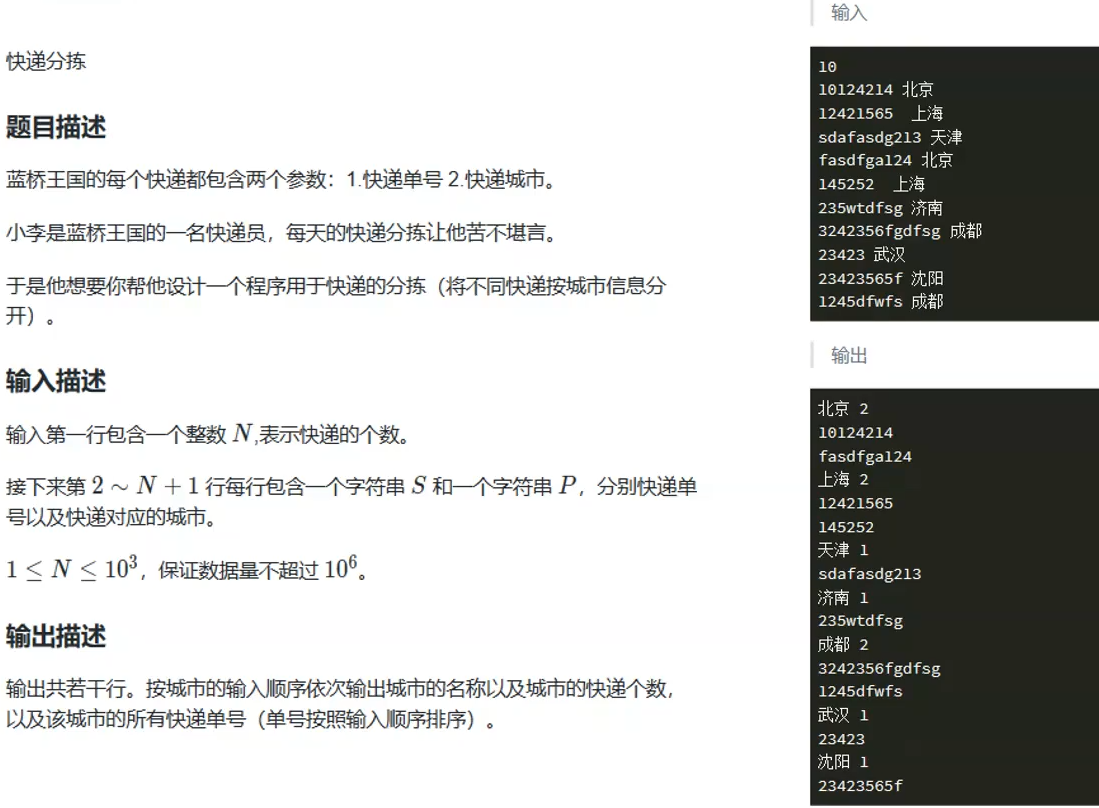 快递分拣
题目描述
蓝桥王国的每个快递都包含两个参数：1.快递单号 2.快递城市。
小李是蓝桥王国的一名快递员，每天的快递分拣让他苦不堪言。
于是他想要你帮他设计一个程序用于快递的分拣（将不同快递按城市信息分
开）。
输入描述
输入第一行包含一个整数 N,表示快递的个数。
接下来第 2 ∼ N + 1 行每行包含一个字符串 S 和一个字符串 P，分别快递单
号以及快递对应的城市。
1 ≤ N ≤ 10³，保证数据量不超过 10⁶。
输出描述
输出共若干行。按城市的输入顺序依次输出城市的名称以及城市的快递个数，
以及该城市的所有快递单号（单号按照输入顺序排序）。
输入
10
10124214 北京
12421565  上海
sdafasdg213 天津
fasdfga124 北京
145252  上海
235wtdfsg 济南
3242356fgdfsg 成都
23423 武汉
23423565f 沈阳
1245dfwfs 成都
输出
北京 2
10124214
fasdfga124
上海 2
12421565
145252
天津 1
sdafasdg213
济南 1
235wtdfsg
成都 2
3242356fgdfsg
1245dfwfs
武汉 1
23423
沈阳 1
23423565f